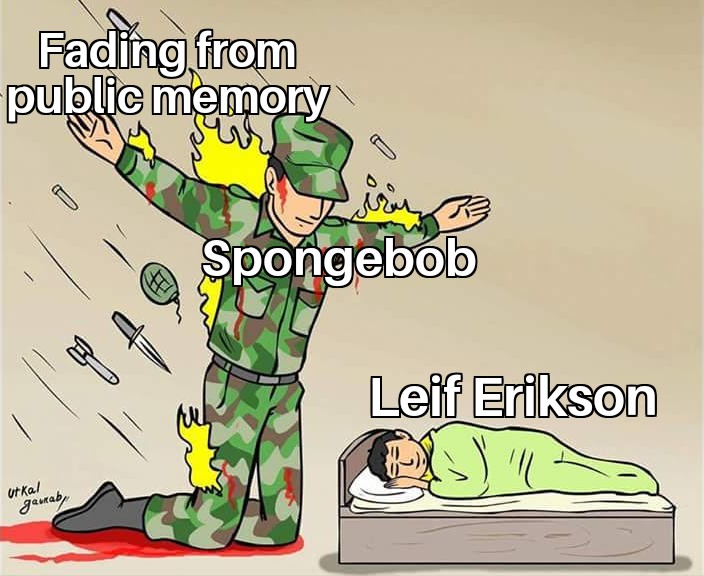 Fading from
public memory
Spongebob
Leif Erikson
utkal
gaurab